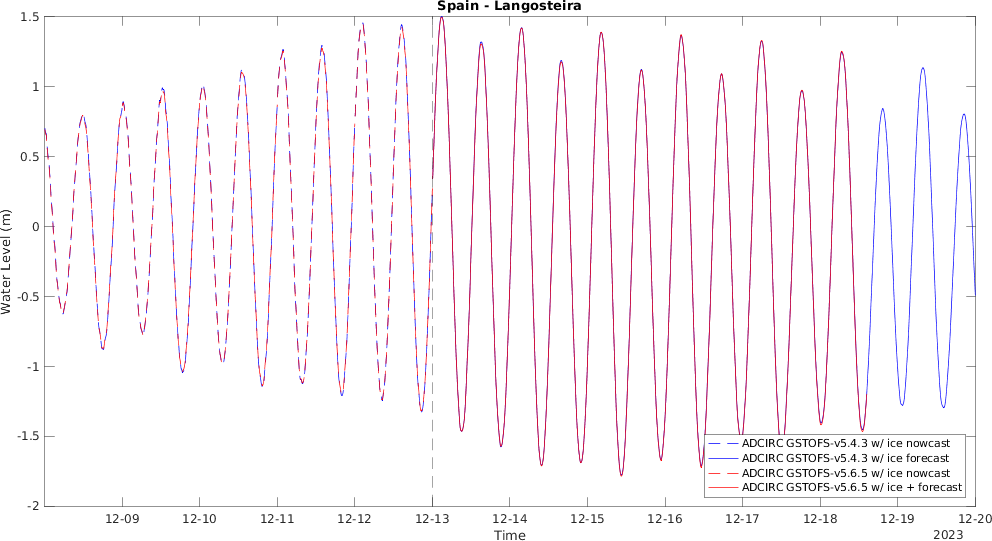 Spain - Langosteira
1.5
1
0.5
0
-0.5
-1
-1.5
-2
Water Level (m)
12-09 12-10 12-11 12-12 12-13 12-14 12-15 12-16 12-17 12-18 12-19 12-20
Time
2023
ADCIRC GSTOFS-v5.4.3 w/ ice nowcast
ADCIRC GSTOFS-v5.4.3 w/ ice forecast
ADCIRC GSTOFS-v5.6.5 w/ ice nowcast
ADCIRC GSTOFS-v5.6.5 w/ ice + forecast